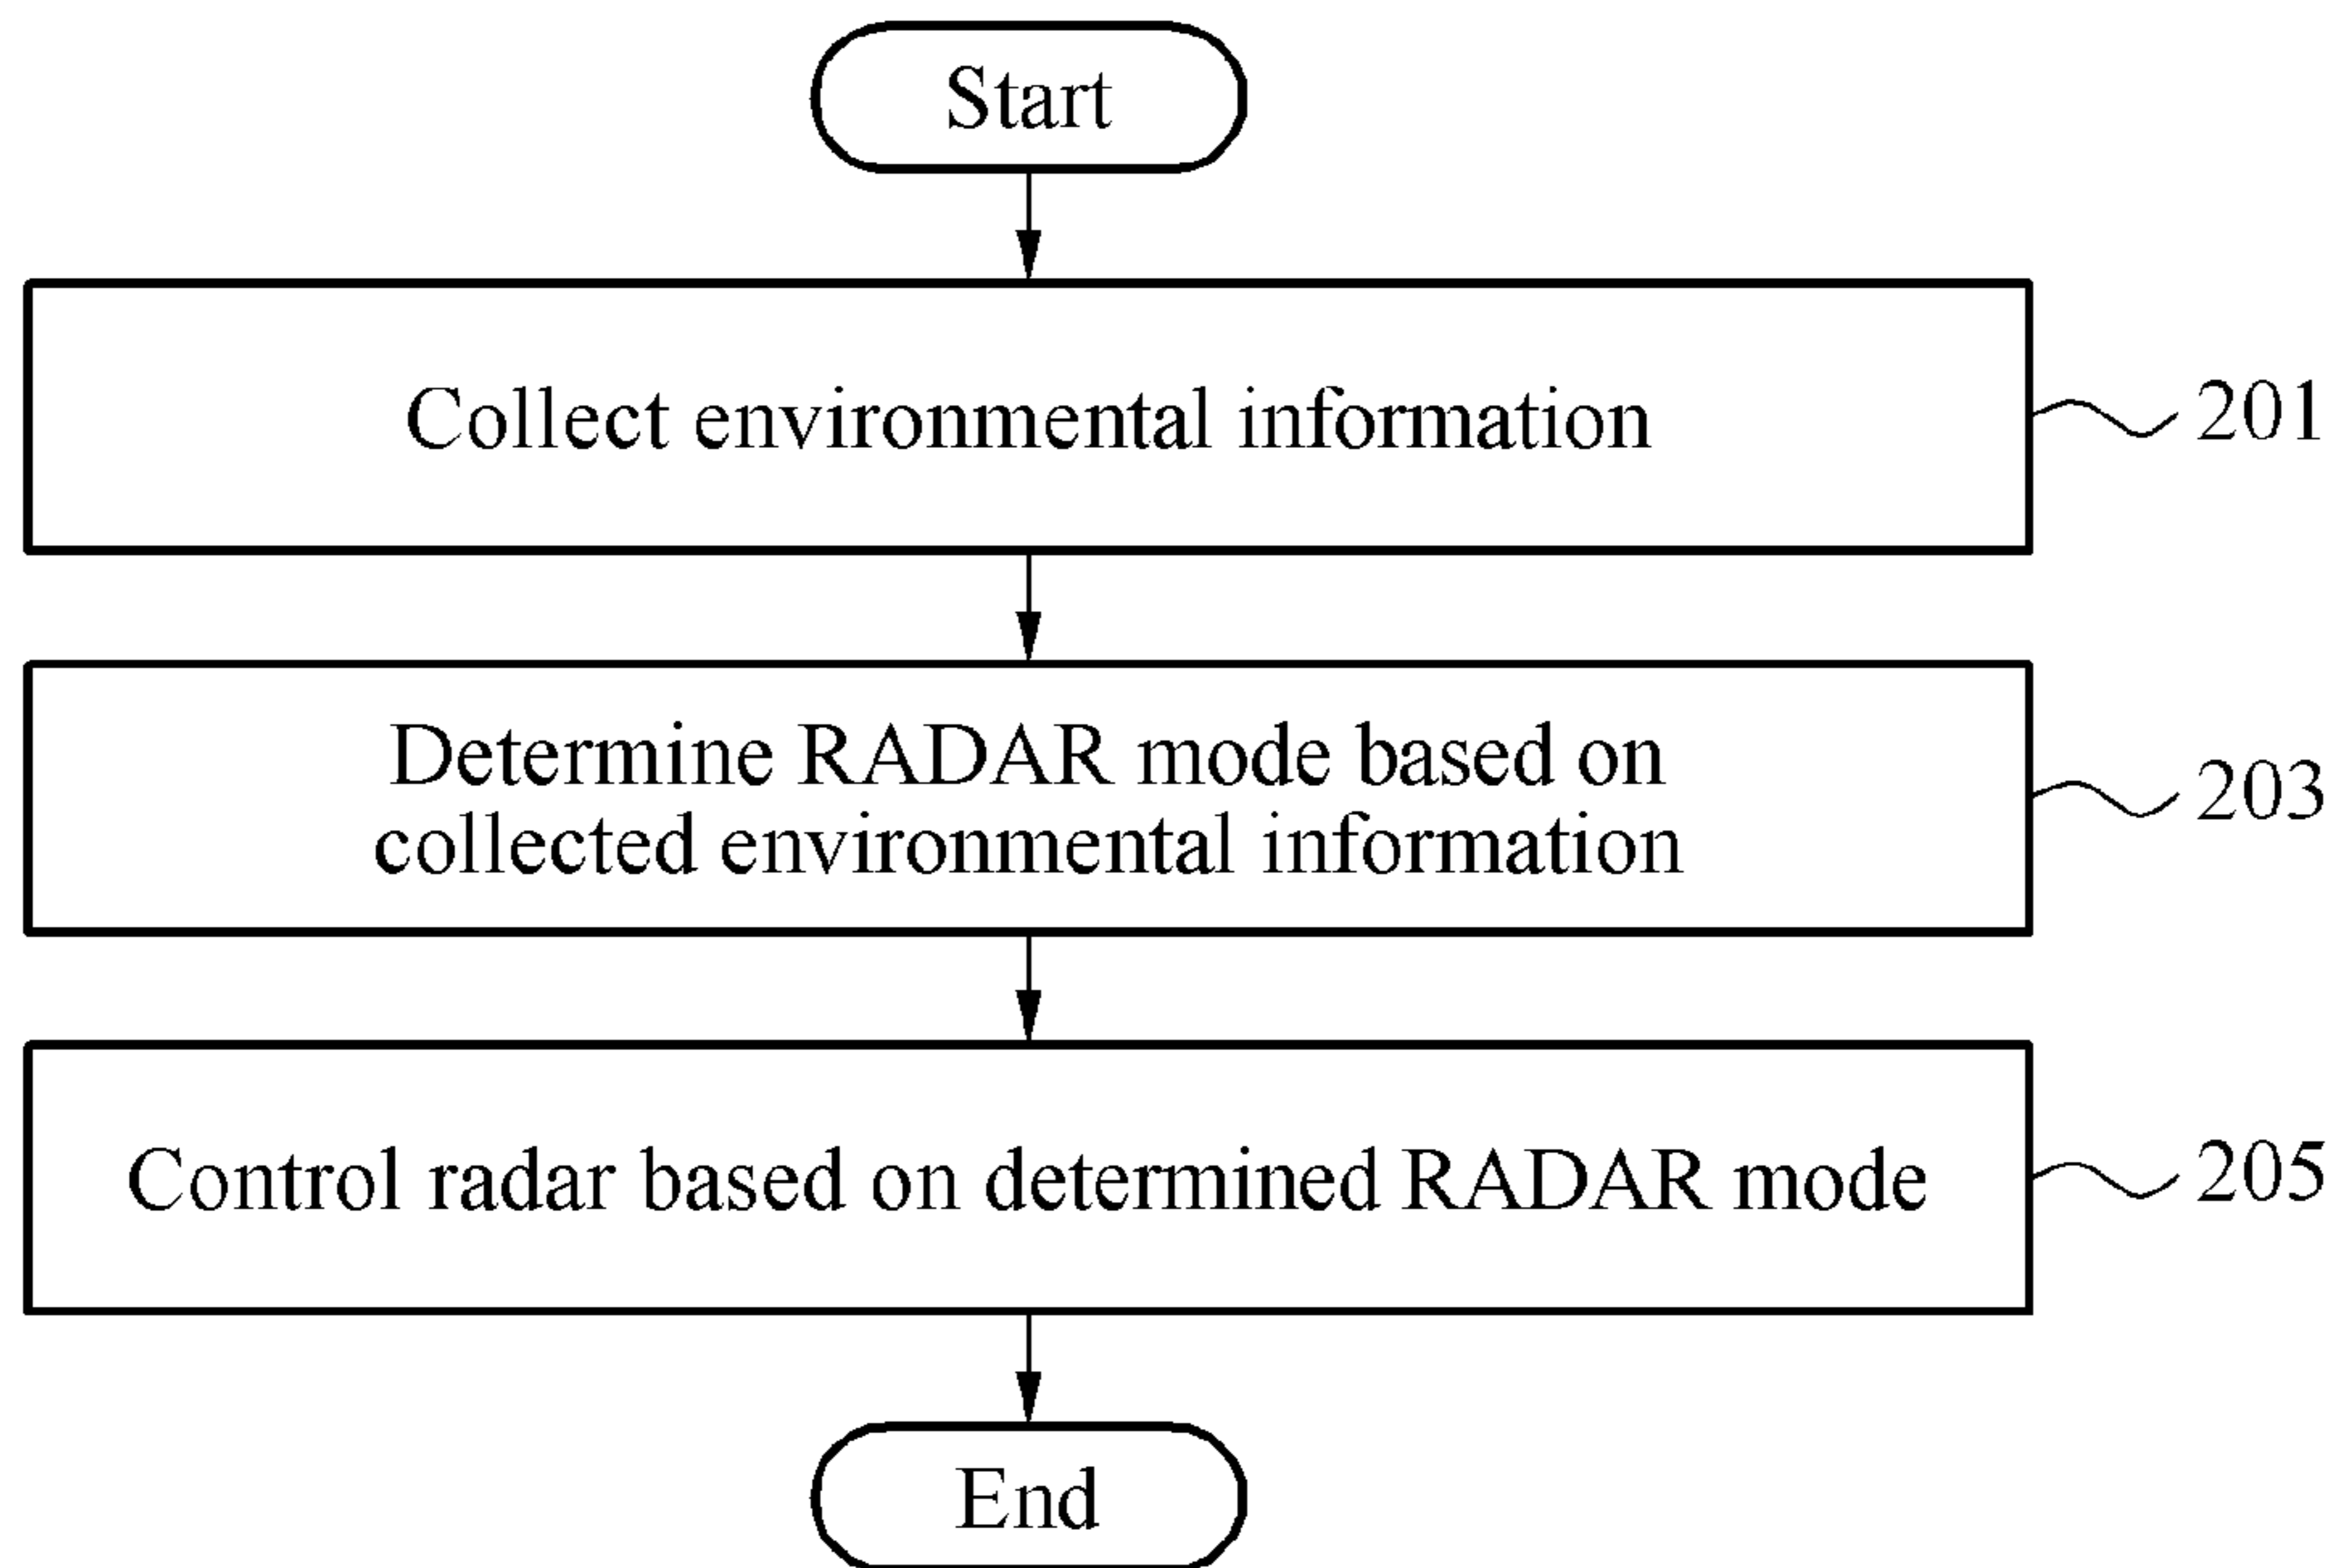 Start
Collect environmental information
201
Determine RADAR mode based on
collected environmental information
203
Control radar based on determined RADAR mode
205
End